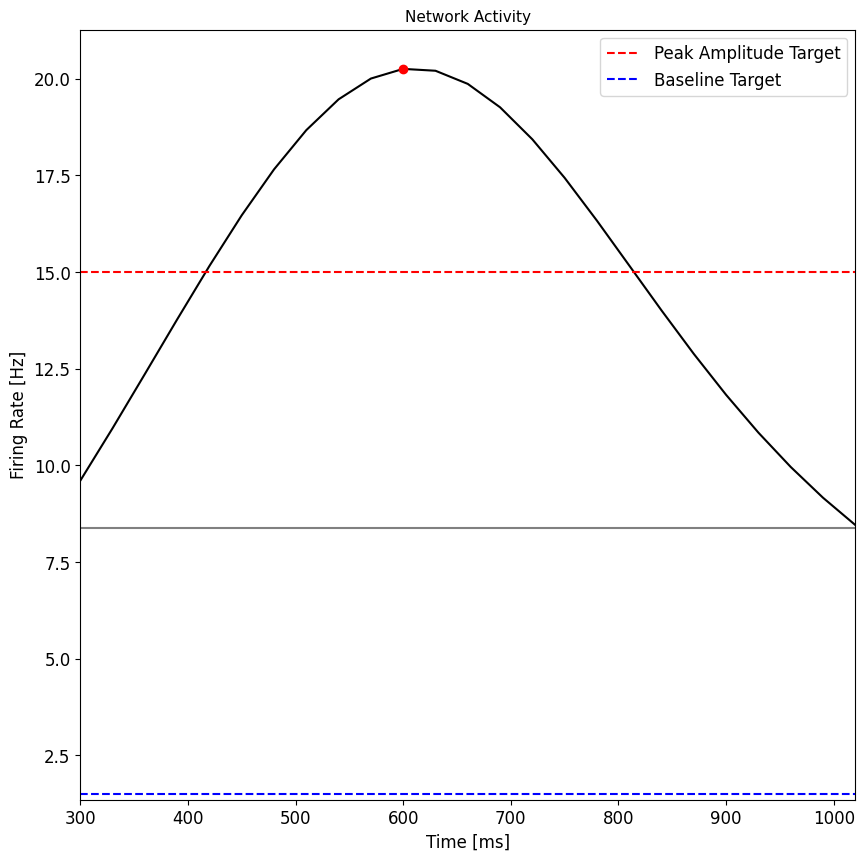 Network Activity
Peak Amplitude Target
Baseline Target
Firing Rate [Hz]
20.0
17.5
15.0
12.5
10.0
7.5
5.0
2.5
300 400 500 600 700 800 900 1000
Time [ms]